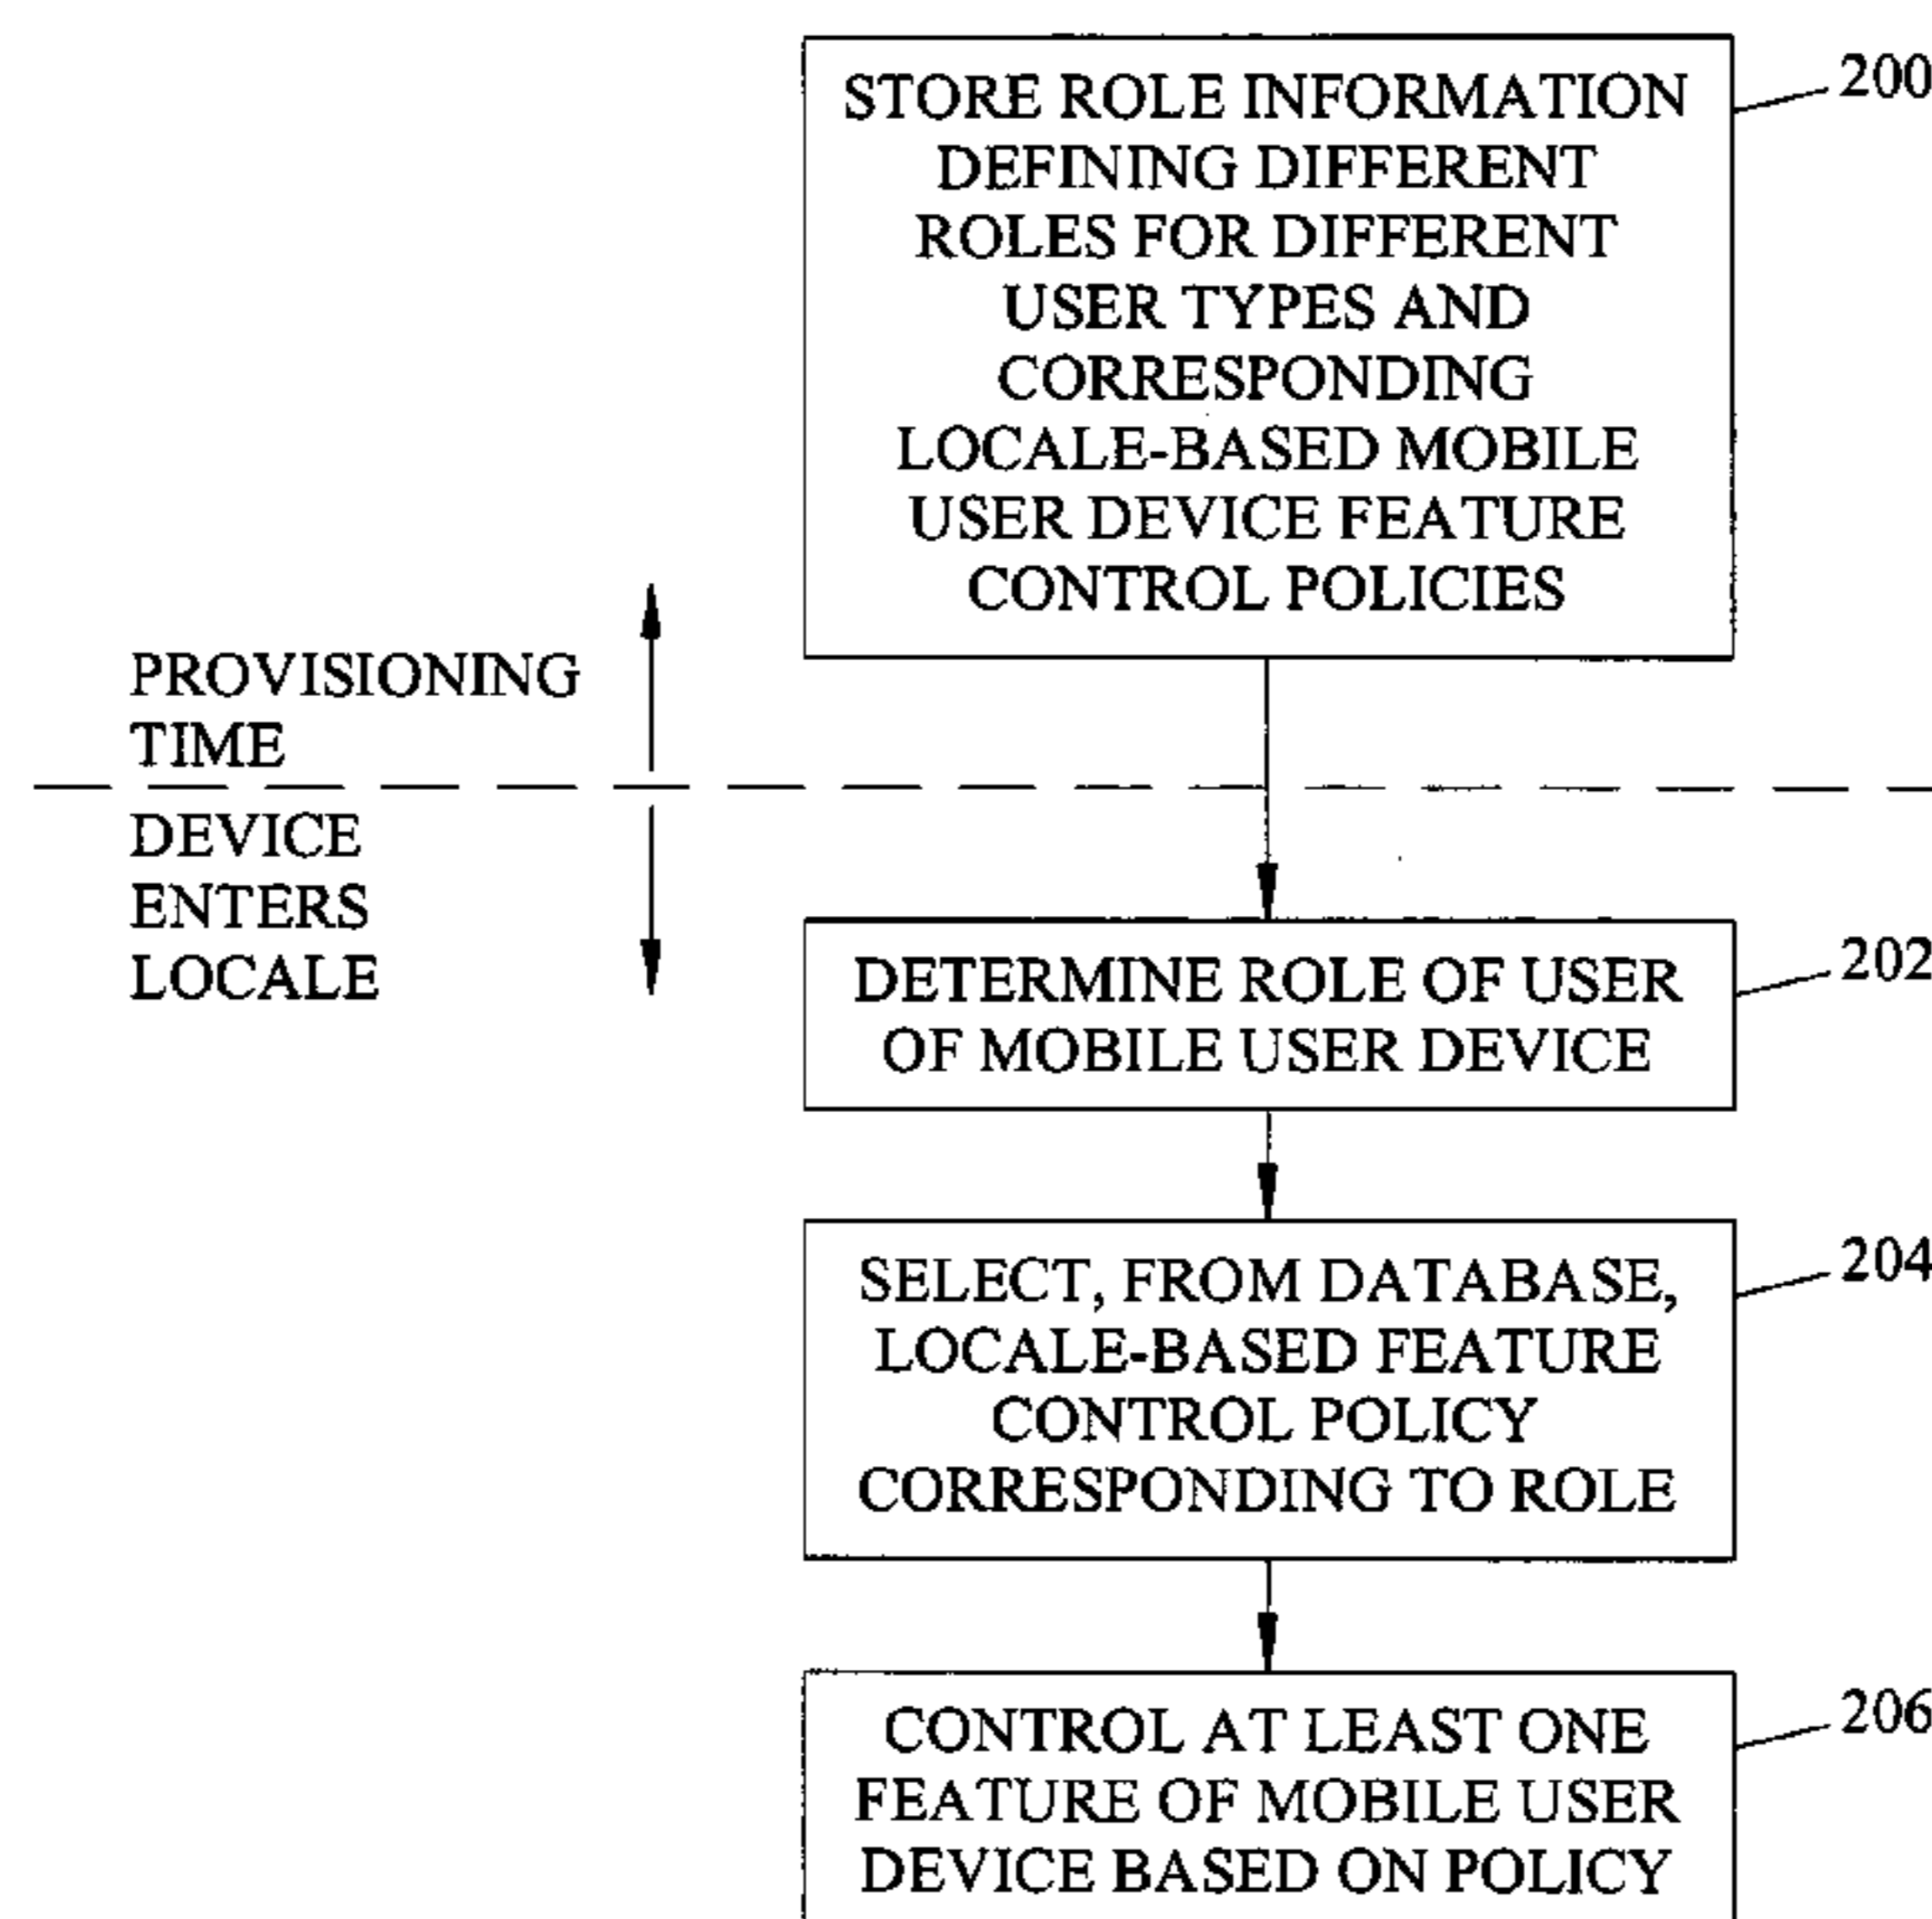 STORE ROLE INFORMATION
DEFINING DIFFERENT
ROLES FOR DIFFERENT
USER TYPES AND
CORRESPONDING
LOCALE-BASED MOBILE
USER DEVICE FEATURE
CONTROL POLICIES
200
PROVISIONING
TIME
DEVICE
ENTERS
LOCALE
DETERMINE ROLE OF USER
OF MOBILE USER DEVICE
202
SELECT, FROM DATABASE,
LOCALE-BASED FEATURE
CONTROL POLICY
CORRESPONDING TO ROLE
204
CONTROL AT LEAST ONE
FEATURE OF MOBILE USER
DEVICE BASED ON POLICY
206